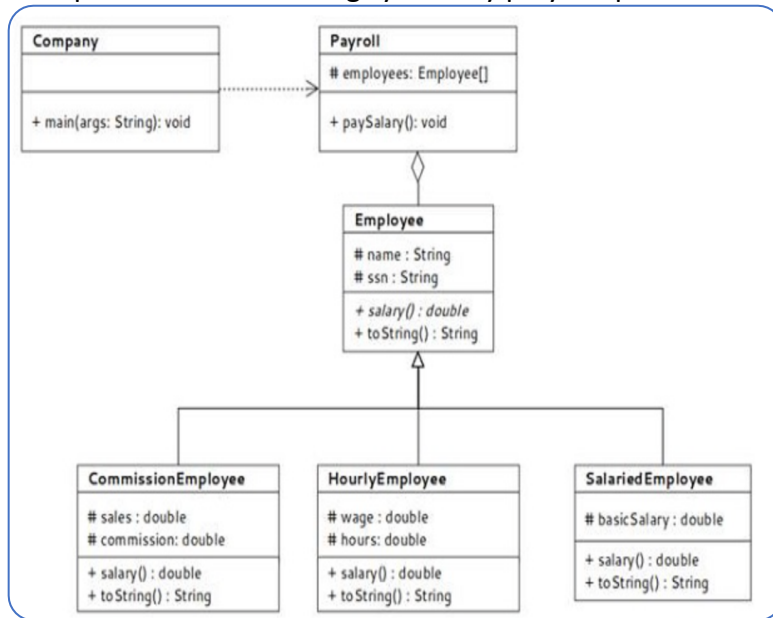 Company
+ main(args: String): void
Payroll
# employees: Employee[]
+ paySalary(): void
Employee
# name : String
# ssn : String
+ salary() : double
+ toString() : String
CommissionEmployee
# sales : double
# commission: double
+ salary() : double
+ toString() : String
HourlyEmployee
# wage : double
# hours: double
+ salary() : double
+ toString() : String
SalariedEmployee
# basicSalary : double
+ salary() : double
+ toString() : String